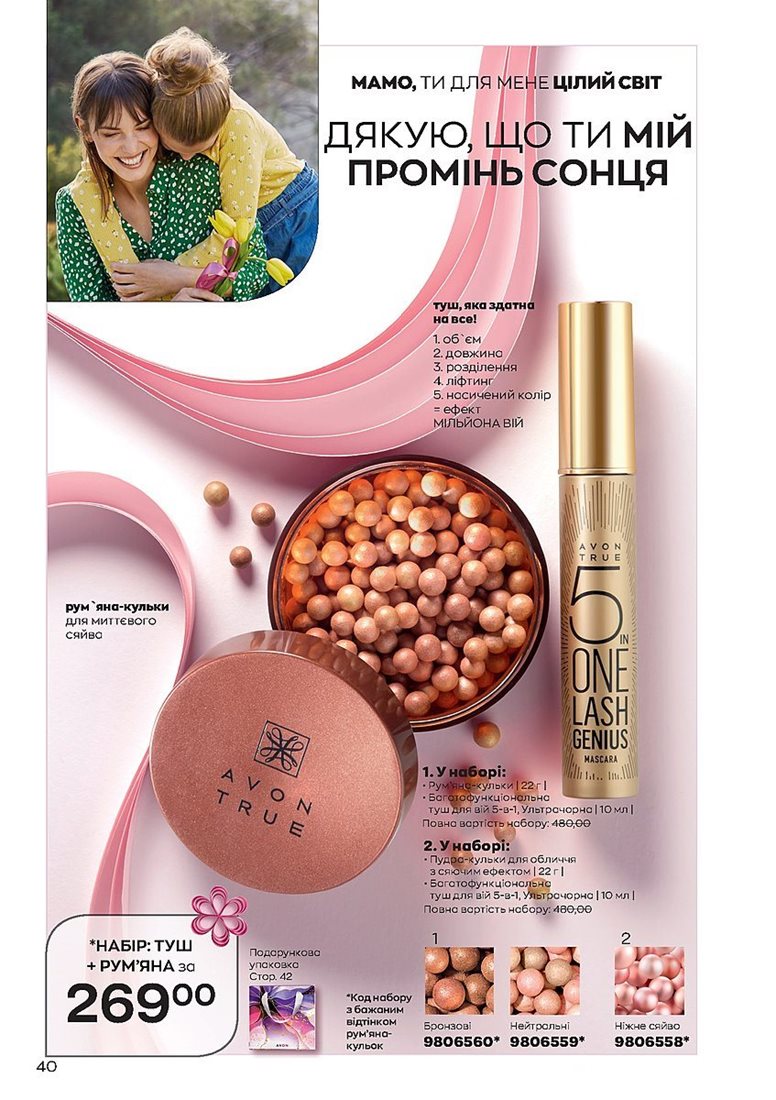 МАМО, ТИ ДЛЯ МЕНЕ ЦІЛИЙ СВІТ
ДЯКУЮ, ЩО ТИ МІЙ
ПРОМІНЬ СОНЦЯ
туш, яка здатна
на все!
1. об`єм
2. довжина
3. розділення
4. ліфтинг
5. насичений колір
= ефект
МІЛЬЙОНА ВІЙ
AVON
TRUE
5
IN
ONE
LASH
GENIUS
MASCARA
рум`яна-кульки
для миттєвого
сяйва
AVON
TRUE
1. У наборі:
• Рум'яна-кульки | 22 г |
• Багатофункціональна
туш для вій 5-в-1, Ультрачорна | 10 мл |
Повна вартість набору: 480,00
2. У наборі:
• Пудра-кульки для обличчя
з сяючим ефектом | 22 г |
• Багатофункціональна
туш для вій 5-в-1, Ультрачорна | 10 мл |
Повна вартість набору: 480,00
*НАБІР: ТУШ
+ РУМ'ЯНА за
269⁰⁰
Подарункова
упаковка
Стор. 42
AVON
*Код набору
з бажаним
відтінком
рум'яна-
кульок
1
Бронзові
9806560*
Нейтральні
9806559*
2
Ніжне сяйво
9806558*
40